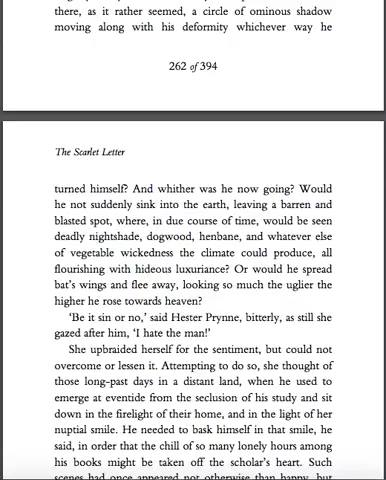 there, as it rather seemed, a circle of ominous shadow
moving along with his deformity whichever way he
262 of 394
The Scarlet Letter
turned himself? And whither was he now going? Would
he not suddenly sink into the earth, leaving a barren and
blasted spot, where, in due course of time, would be seen
deadly nightshade, dogwood, henbane, and whatever else
of vegetable wickedness the climate could produce, all
flourishing with hideous luxuriance? Or would he spread
bat's wings and flee away, looking so much the uglier the
higher he rose towards heaven?
'Be it sin or no,' said Hester Prynne, bitterly, as still she
gazed after him, 'I hate the man!'
She upbraided herself for the sentiment, but could not
overcome or lessen it. Attempting to do so, she thought of
those long-past days in a distant land, when he used to
emerge at eventide from the seclusion of his study and sit
down in the firelight of their home, and in the light of her
nuptial smile. He needed to bask himself in that smile, he
said, in order that the chill of so many lonely hours among
his books might be taken off the scholar's heart. Such
scenes had once appeared not otherwise than happy, but